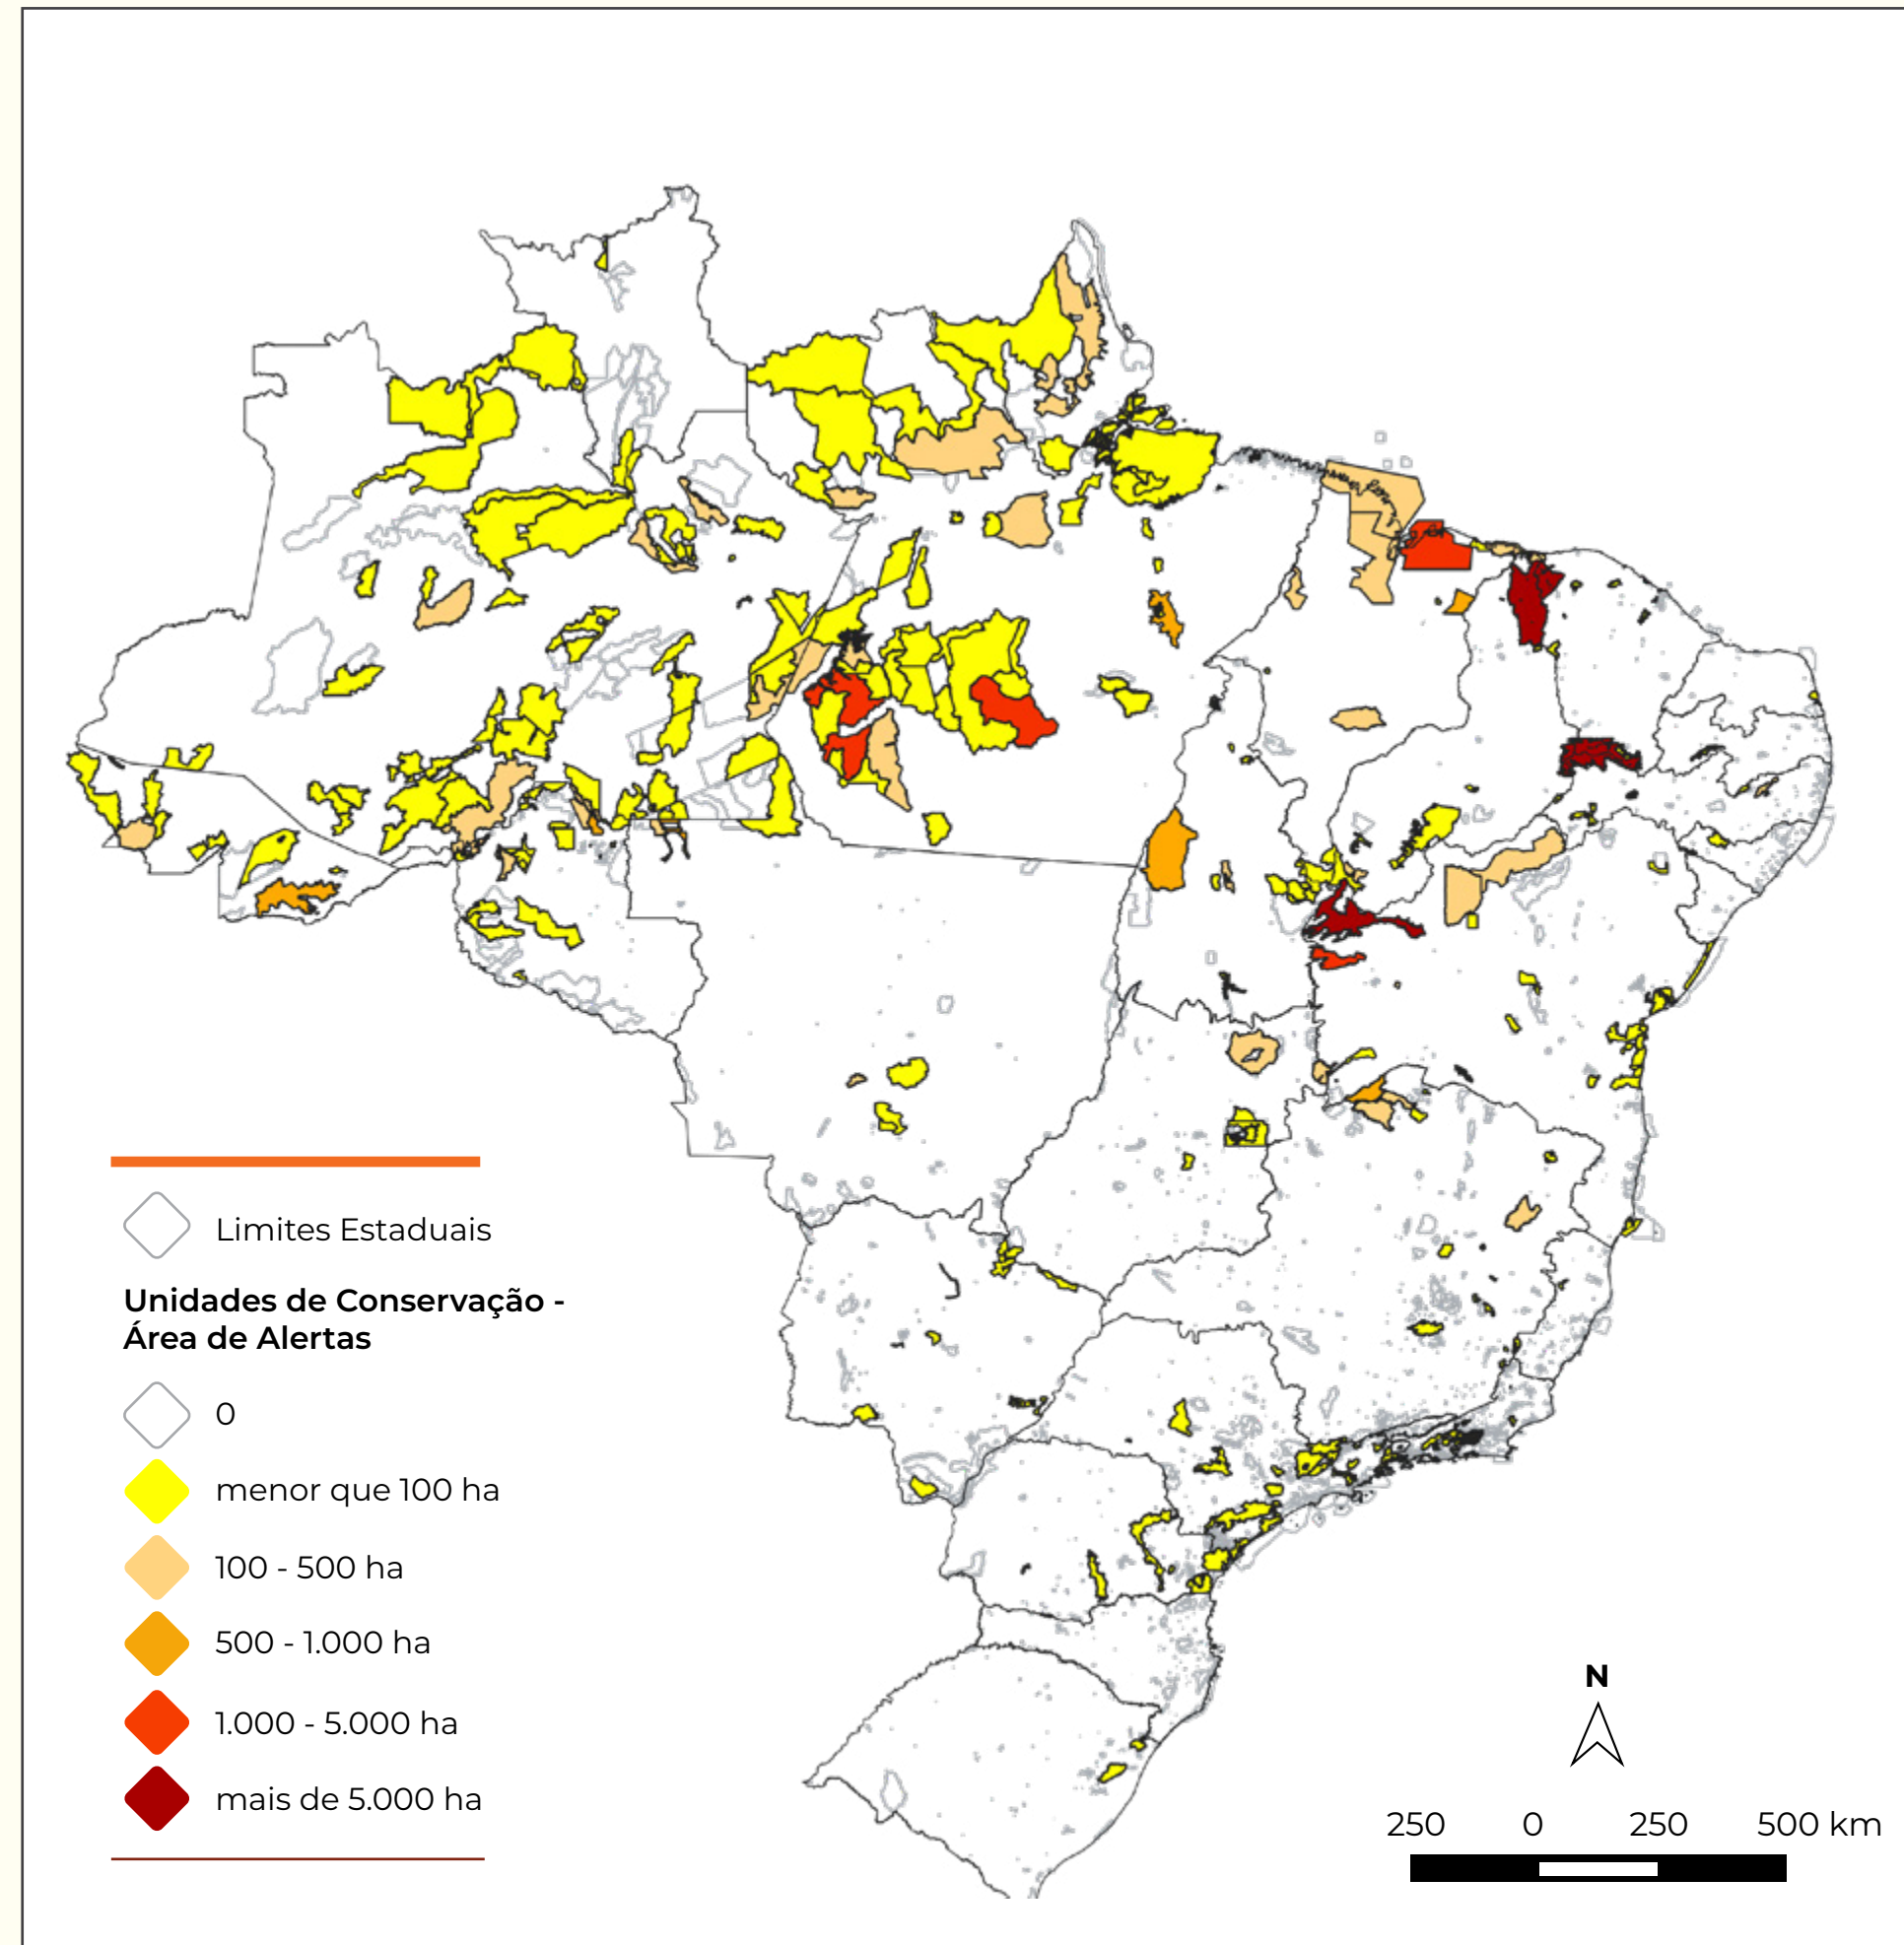 Limites Estaduais
Unidades de Conservação -
Área de Alertas
0
menor que 100 ha
100 - 500 ha
500 - 1.000 ha
1.000 - 5.000 ha
mais de 5.000 ha
N
250 0 250 500 km